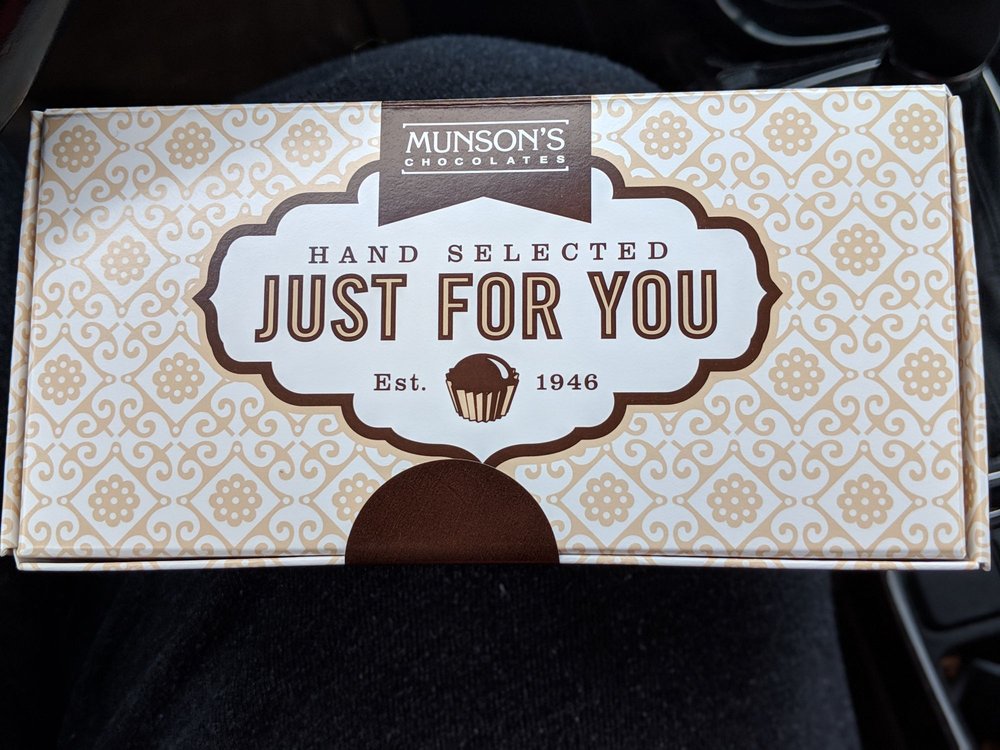 MUNSON'S
CHOCOLATES
HAND SELECTED
JUST FOR YOU
Est. 1946